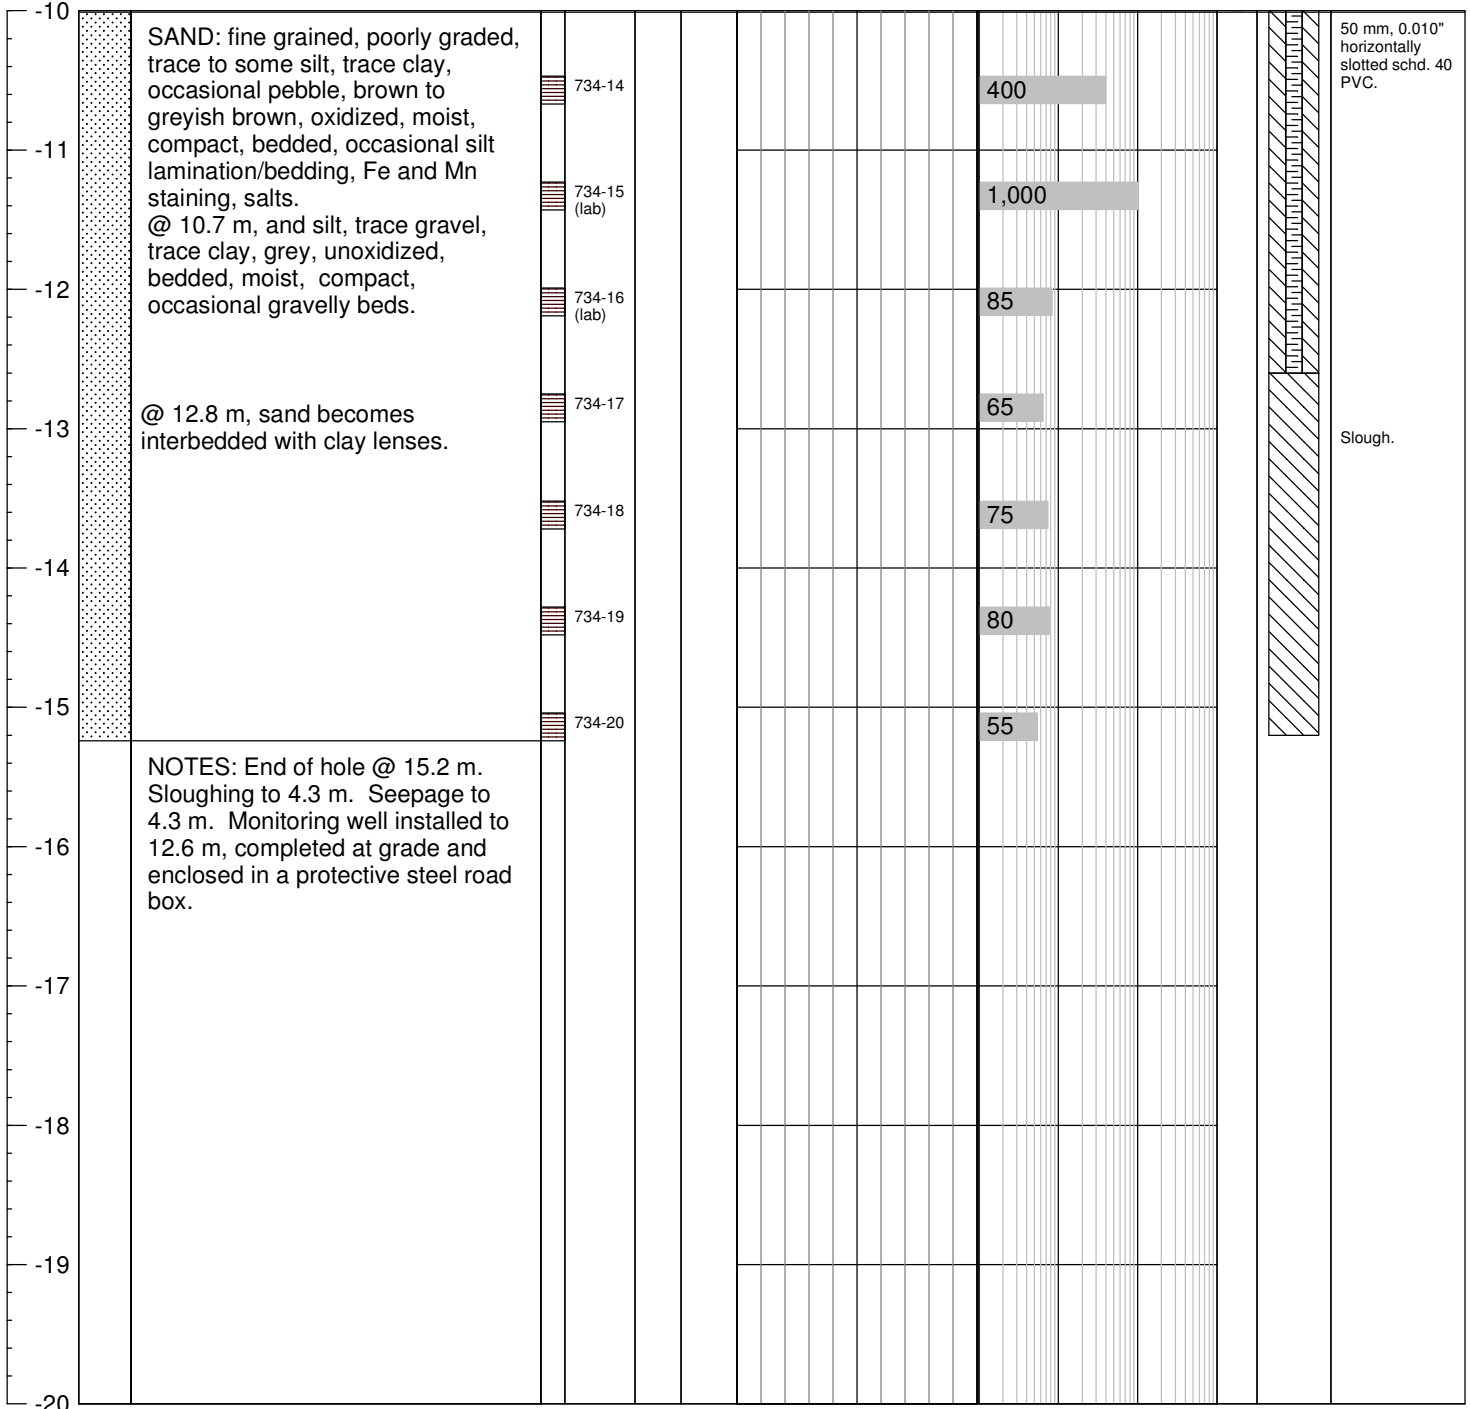 -10
SAND: fine grained, poorly graded,
trace to some silt, trace clay,
occasional pebble, brown to
greyish brown, oxidized, moist,
compact, bedded, occasional silt
lamination/bedding, Fe and Mn
staining, salts.
@ 10.7 m, and silt, trace gravel,
trace clay, grey, unoxidized,
bedded, moist, compact,
occasional gravelly beds.
@ 12.8 m, sand becomes
interbedded with clay lenses.
NOTES: End of hole @ 15.2 m.
Sloughing to 4.3 m. Seepage to
4.3 m. Monitoring well installed to
12.6 m, completed at grade and
enclosed in a protective steel road
box.
-11
-12
-13
-14
-15
-16
-17
-18
-19
-20
734-14
734-15
(lab)
734-16
(lab)
734-17
734-18
734-19
734-20
400
1,000
85
65
75
80
55
50 mm, 0.010"
horizontally
slotted schd. 40
PVC.
Slough.